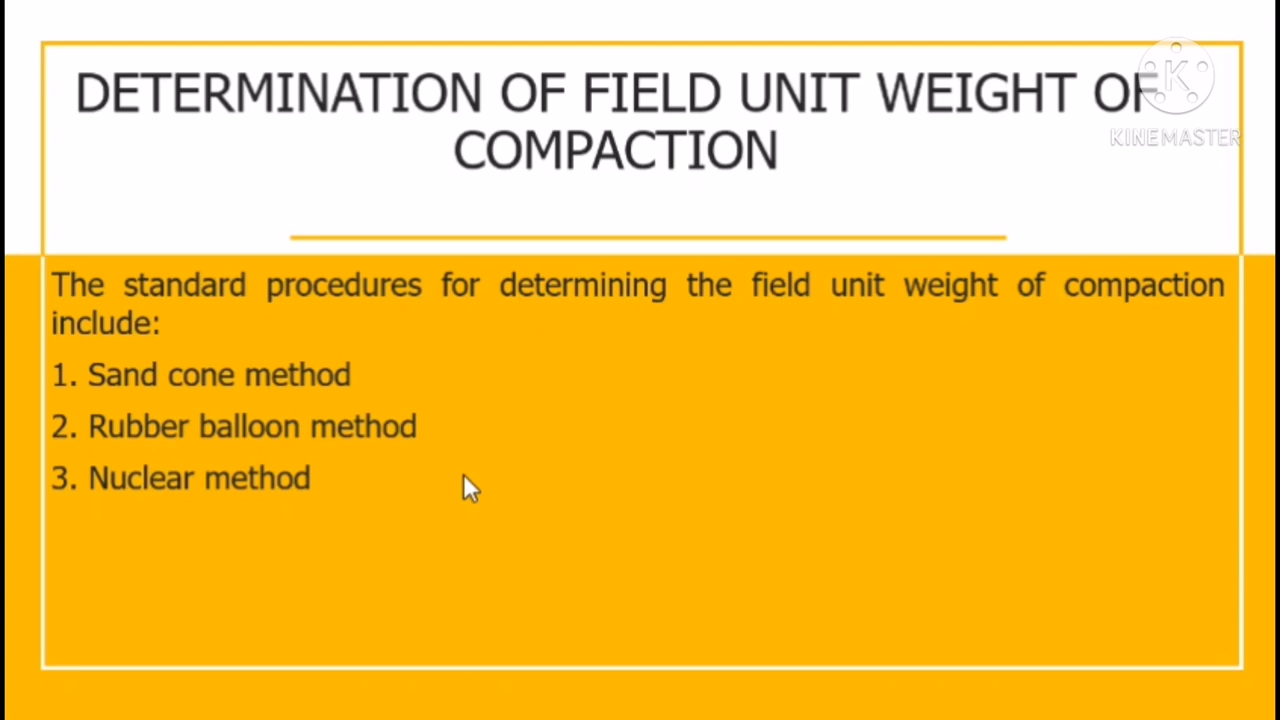 DETERMINATION OF FIELD UNIT WEIGHT OF
COMPACTION
K
KINEMASTER
The standard procedures for determining the field unit weight of compaction
include:
1. Sand cone method
2. Rubber balloon method
3. Nuclear method